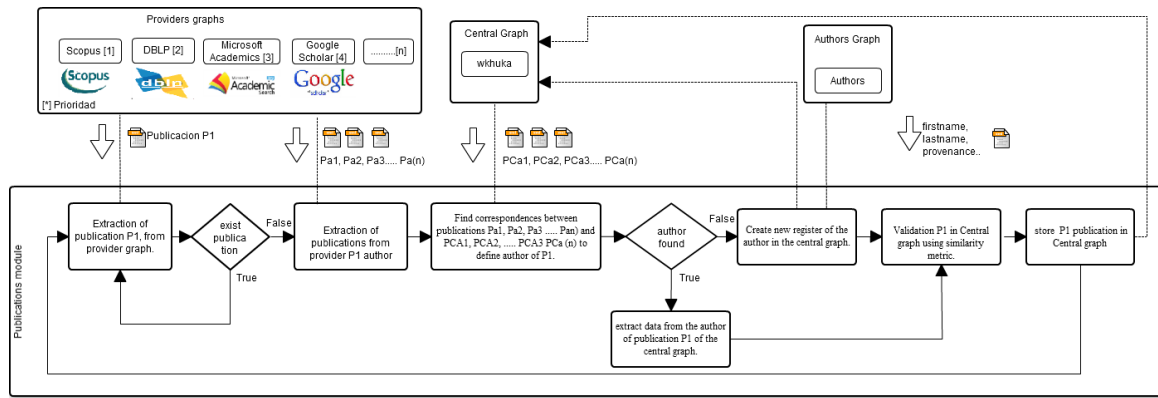 Providers graphs
Scopus [1]
DBLP [2]
Microsoft
Academics [3]
Google
Scholar [4]
..........[n]
Scopus
dblp
Microsoft
Academic
Search
Google
[*] Prioridad
Central Graph
wkhuka
Authors Graph
Authors
Publicacion P1
Pa1, Pa2, Pa3..... Pa(n)
PCa1, PCa2, PCa3..... PCa(n)
firstname,
lastname,
provenance..
Publications module
Extraction of
publication P1, from
provider graph.
exist
publica
tion
False
True
Extraction of
publications from
provider P1 author
Find correspondences between
publications Pa1, Pa2, Pa3 ..... Pan) and
PCA1, PCA2, ..... PCA3 PCa (n) to
define author of P1.
author
found
False
True
Create new register of the
author in the central graph.
Validation P1 in Central
graph using similarity
metric.
store P1 publication in
Central graph
extract data from the author
of publication P1 of the
central graph.